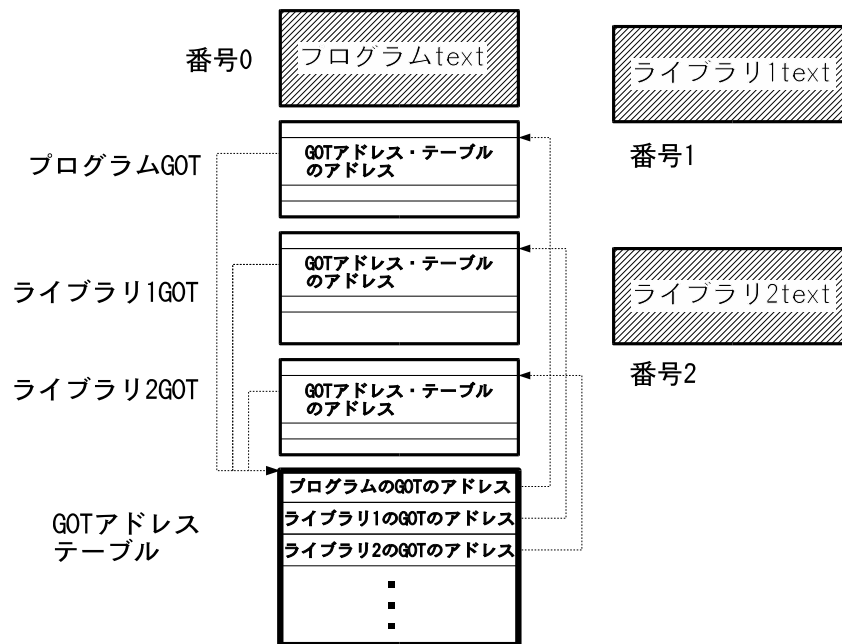 番号0
プログラムtext
ライブラリ1text
番号1
プログラムGOT
GOTアドレス・テーブル
のアドレス
ライブラリ1GOT
GOTアドレス・テーブル
のアドレス
ライブラリ2text
番号2
ライブラリ2GOT
GOTアドレス・テーブル
のアドレス
GOTアドレス
テーブル
プログラムのGOTのアドレス
ライブラリ1のGOTのアドレス
ライブラリ2のGOTのアドレス